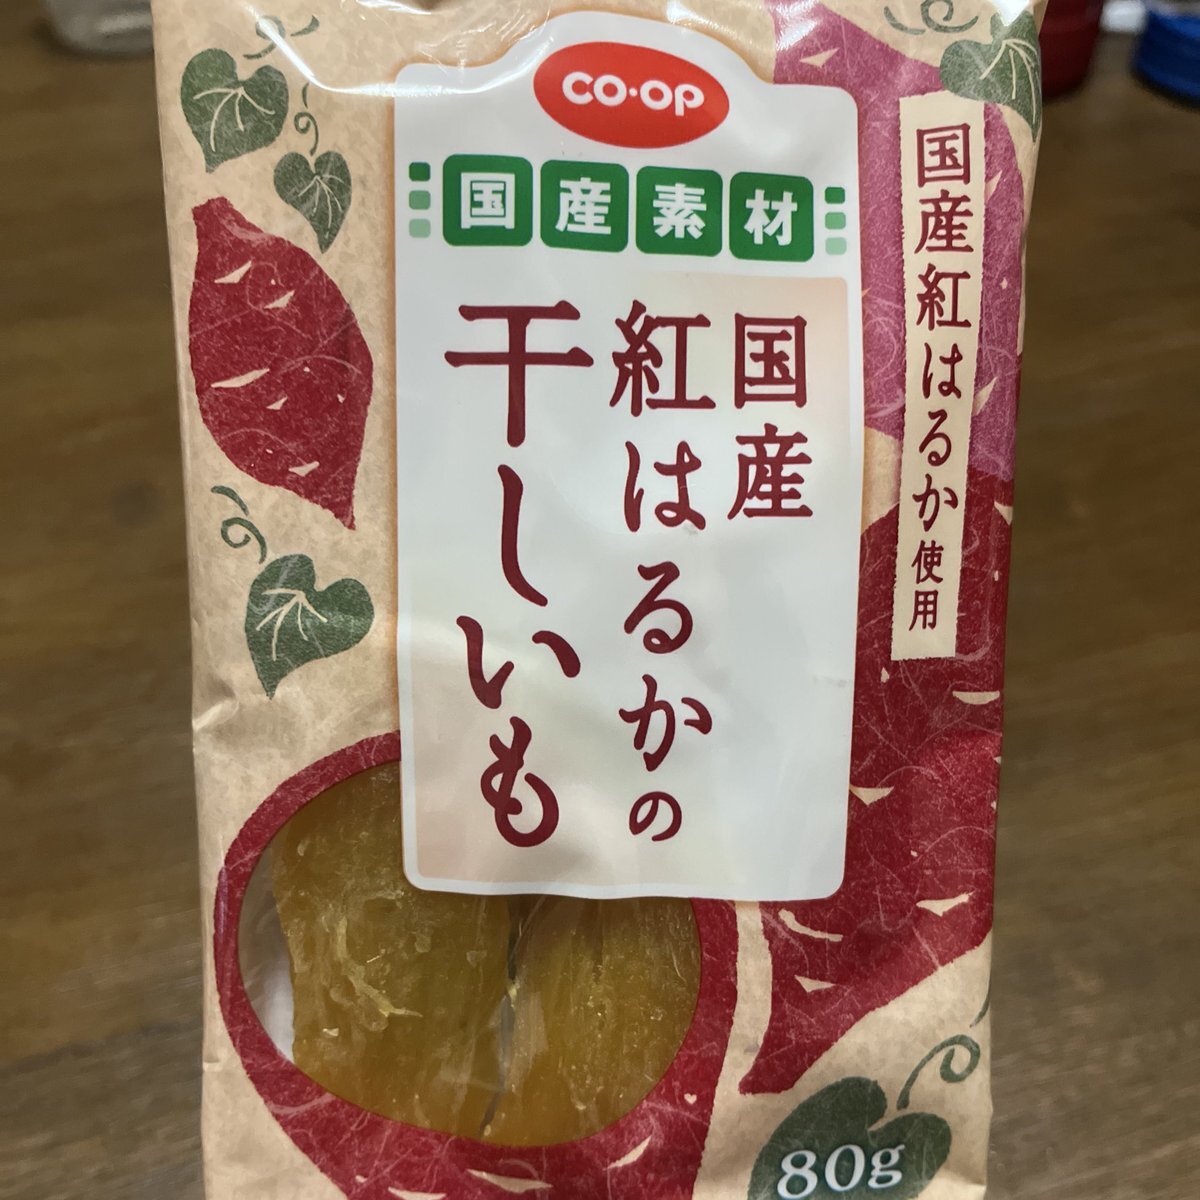 CO·OP
国産素材
国産
紅はるかの
干しいも
国産紅はるか使用
80g